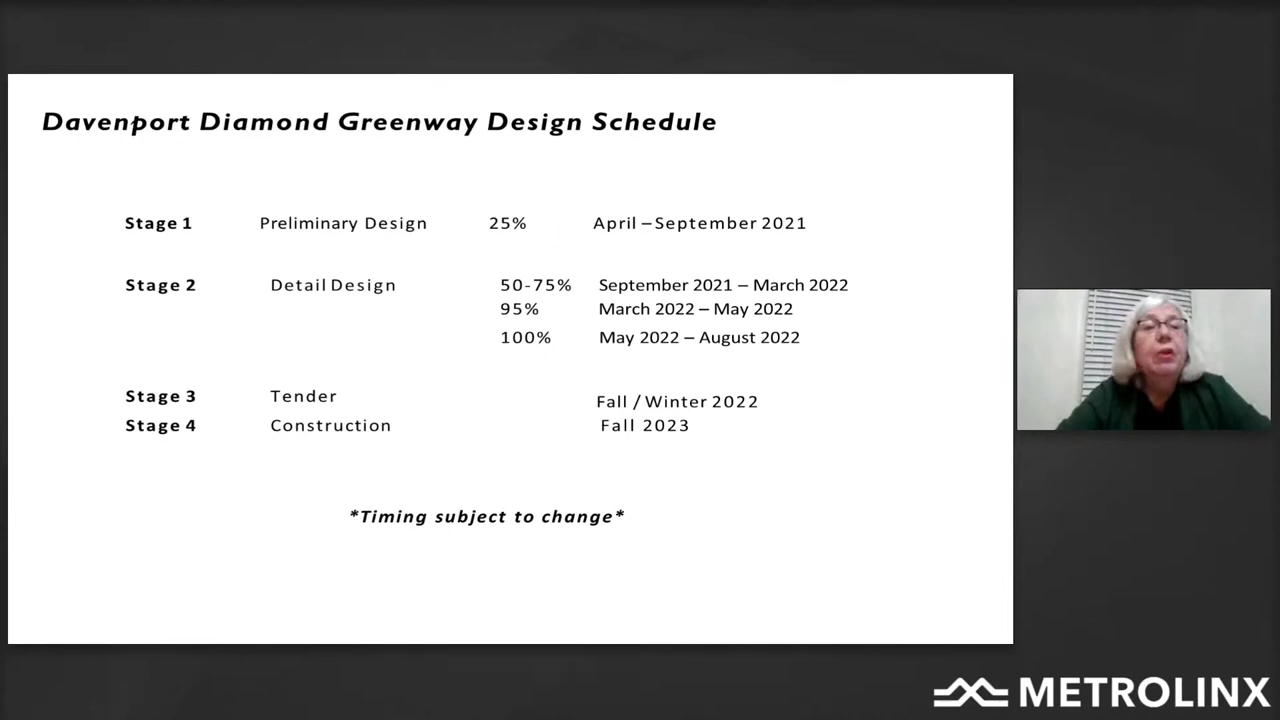 Davenport Diamond Greenway Design Schedule
Stage 1 Preliminary Design 25% April – September 2021
Stage 2 Detail Design 50-75% September 2021 – March 2022
95% March 2022 – May 2022
100% May 2022 – August 2022
Stage 3 Tender Fall / Winter 2022
Stage 4 Construction Fall 2023
*Timing subject to change*
METROLINX